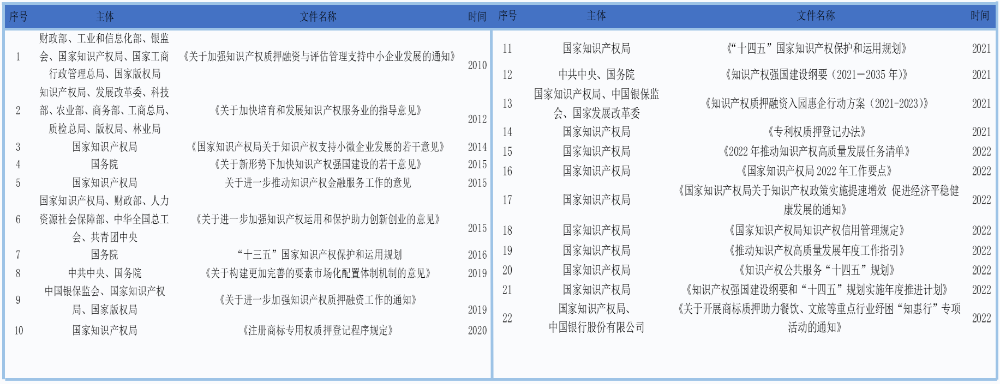 序号 主体 文件名称 时间
1 财政部、工业和信息化部、银监
会、国家知识产权局、国家工商
行政管理总局、国家版权局 《关于加强知识产权质押融资与评估管理支持中小企业发展的通知》 2010
2 知识产权局、发展改革委、科技
部、农业部、商务部、工商总局、
质检总局、版权局、林业局 《关于加快培育和发展知识产权服务业的指导意见》 2012
3 国家知识产权局 《国家知识产权局关于知识产权支持小微企业发展的若干意见》 2014
4 国务院 《关于新形势下加快知识产权强国建设的若干意见》 2015
5 国家知识产权局 关于进一步推动知识产权金融服务工作的意见 2015
6 国家知识产权局、财政部、人力
资源社会保障部、中华全国总工
会、共青团中央 《关于进一步加强知识产权运用和保护助力创新创业的意见》 2015
7 国务院 “十三五”国家知识产权保护和运用规划 2016
8 中共中央、国务院 《关于构建更加完善的要素市场化配置体制机制的意见》 2019
9 中国银保监会、国家知识产权
局、国家版权局 《关于进一步加强知识产权质押融资工作的通知》 2019
10 国家知识产权局 《注册商标专用权质押登记程序规定》 2020
序号 主体 文件名称 时间
11 国家知识产权局 《“十四五”国家知识产权保护和运用规划》 2021
12 中共中央、国务院 《知识产权强国建设纲要（2021－2035 年）》 2021
13 国家知识产权局、中国银保监
会、国家发展改革委 《知识产权质押融资入园惠企行动方案（2021-2023）》 2021
14 国家知识产权局 《专利权质押登记办法》 2021
15 国家知识产权局 《2022 年推动知识产权高质量发展任务清单》 2022
16 国家知识产权局 《国家知识产权局 2022 年工作要点》 2022
17 国家知识产权局 《国家知识产权局关于知识产权政策实施提速增效 促进经济平稳健
康发展的通知》 2022
18 国家知识产权局 《国家知识产权局知识产权信用管理规定》 2022
19 国家知识产权局 《推动知识产权高质量发展年度工作指引》 2022
20 国家知识产权局 《知识产权公共服务“十四五”规划》 2022
21 国家知识产权局 《知识产权强国建设纲要和“十四五”规划实施年度推进计划》 2022
22 国家知识产权局、
中国银行股份有限公司 《关于开展商标质押助力餐饮、文旅等重点行业纾困“知惠行”专项
活动的通知》 2022